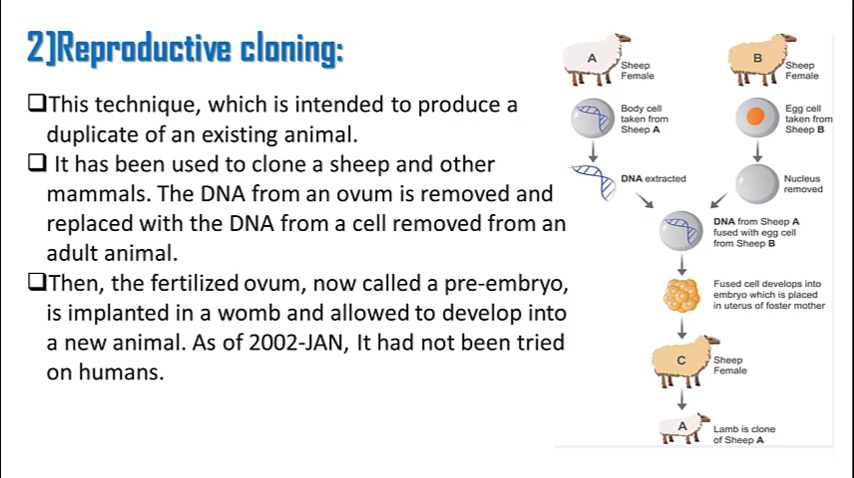 2]Reproductive cloning:
❑This technique, which is intended to produce a
duplicate of an existing animal.
❑ It has been used to clone a sheep and other
mammals. The DNA from an ovum is removed and
replaced with the DNA from a cell removed from an
adult animal.
❑Then, the fertilized ovum, now called a pre-embryo,
is implanted in a womb and allowed to develop into
a new animal. As of 2002-JAN, It had not been tried
on humans.
A
Sheep
Female
B
Sheep
Female
Body cell
taken from
Sheep A
Egg cell
taken from
Sheep B
DNA extracted
Nucleus
removed
DNA from Sheep A
fused with egg cell
from Sheep B
Fused cell develops into
embryo which is placed
in uterus of foster mother
C
Sheep
Female
A
Lamb is clone
of Sheep A